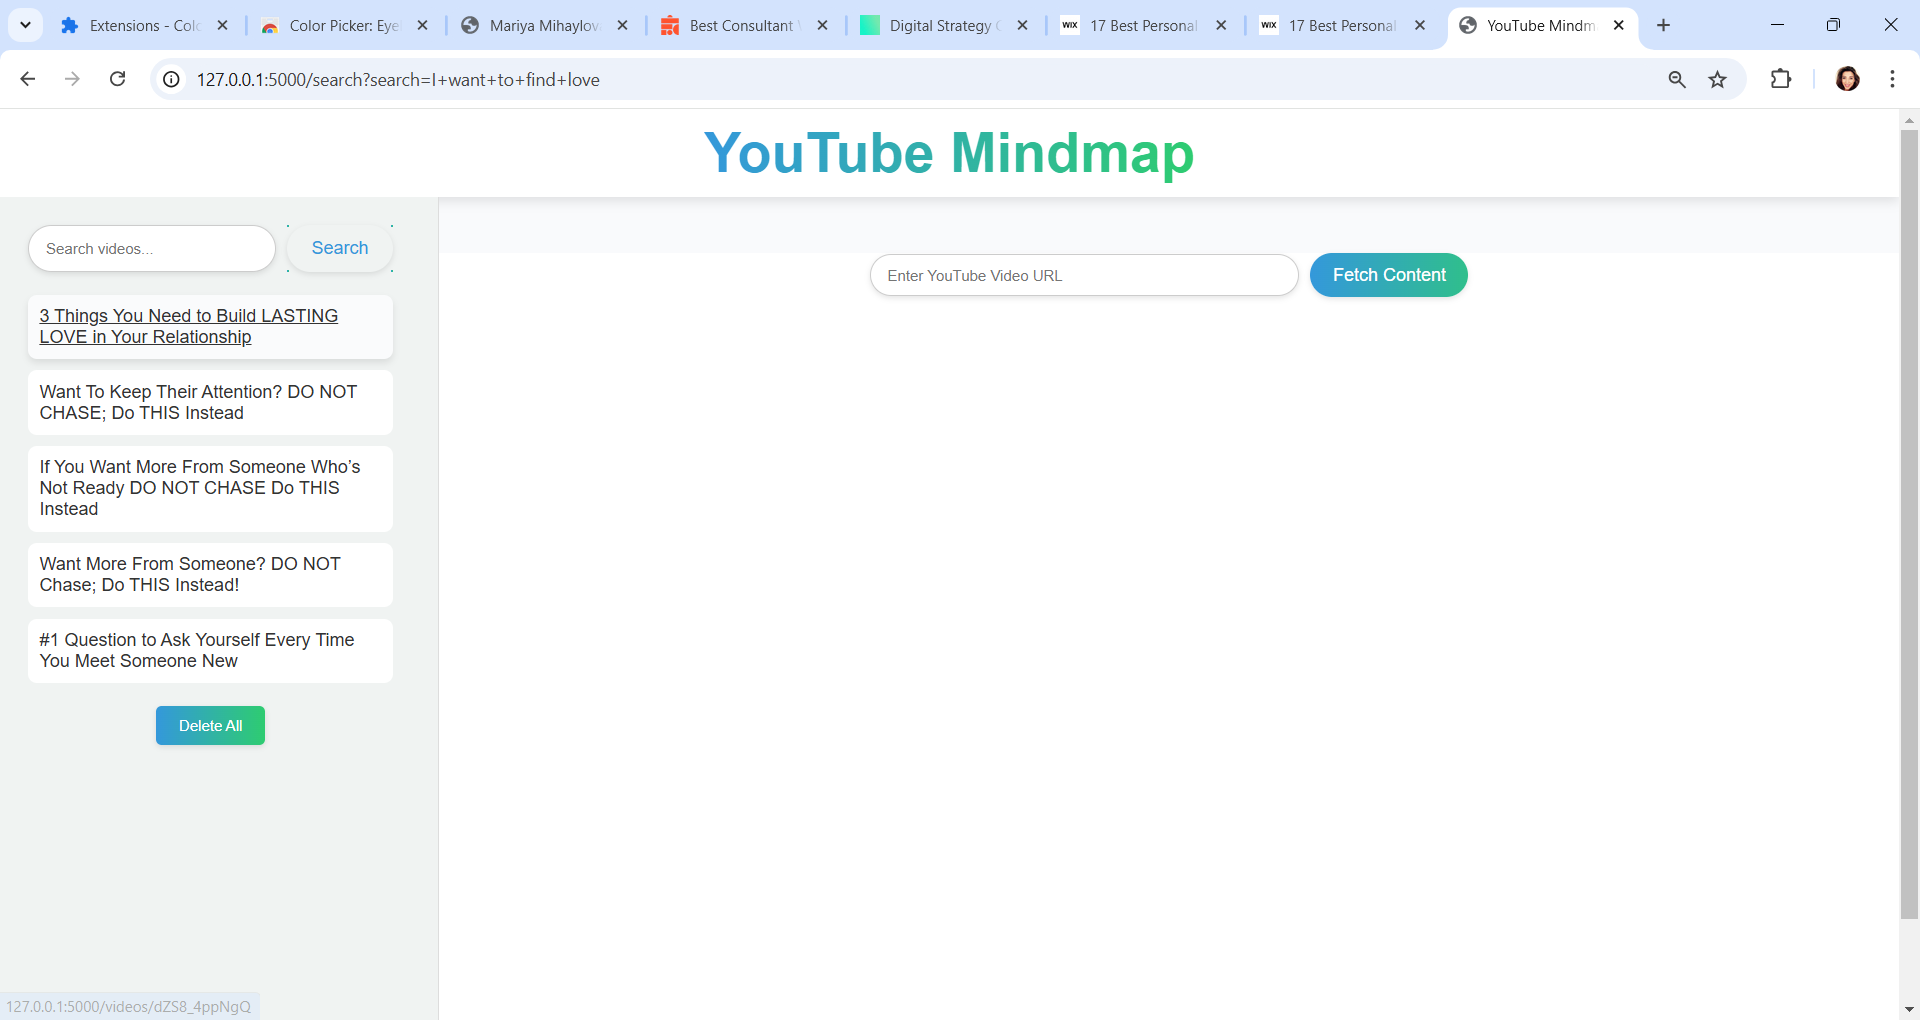 Extensions - Colo
Color Picker: Eye
Mariya Mihaylov
Best Consultant
Digital Strategy
WIX 17 Best Personal
WIX 17 Best Personal
YouTube Mindm
127.0.0.1:5000/search?search=I+want+to+find+love
YouTube Mindmap
Search videos...
Search
Enter YouTube Video URL
Fetch Content
3 Things You Need to Build LASTING
LOVE in Your Relationship
Want To Keep Their Attention? DO NOT
CHASE; Do THIS Instead
If You Want More From Someone Who’s
Not Ready DO NOT CHASE Do THIS
Instead
Want More From Someone? DO NOT
Chase; Do THIS Instead!
#1 Question to Ask Yourself Every Time
You Meet Someone New
Delete All
127.0.0.1:5000/videos/dZS8_4ppNgQ